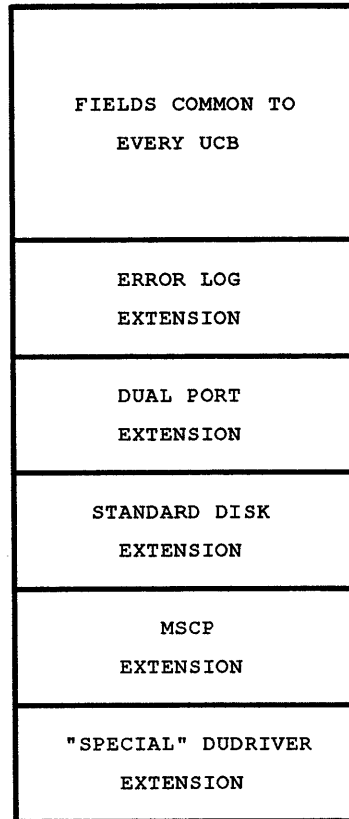 FIELDS COMMON TO
EVERY UCB
ERROR LOG
EXTENSION
DUAL PORT
EXTENSION
STANDARD DISK
EXTENSION
MSCP
EXTENSION
"SPECIAL" DUDRIVER
EXTENSION